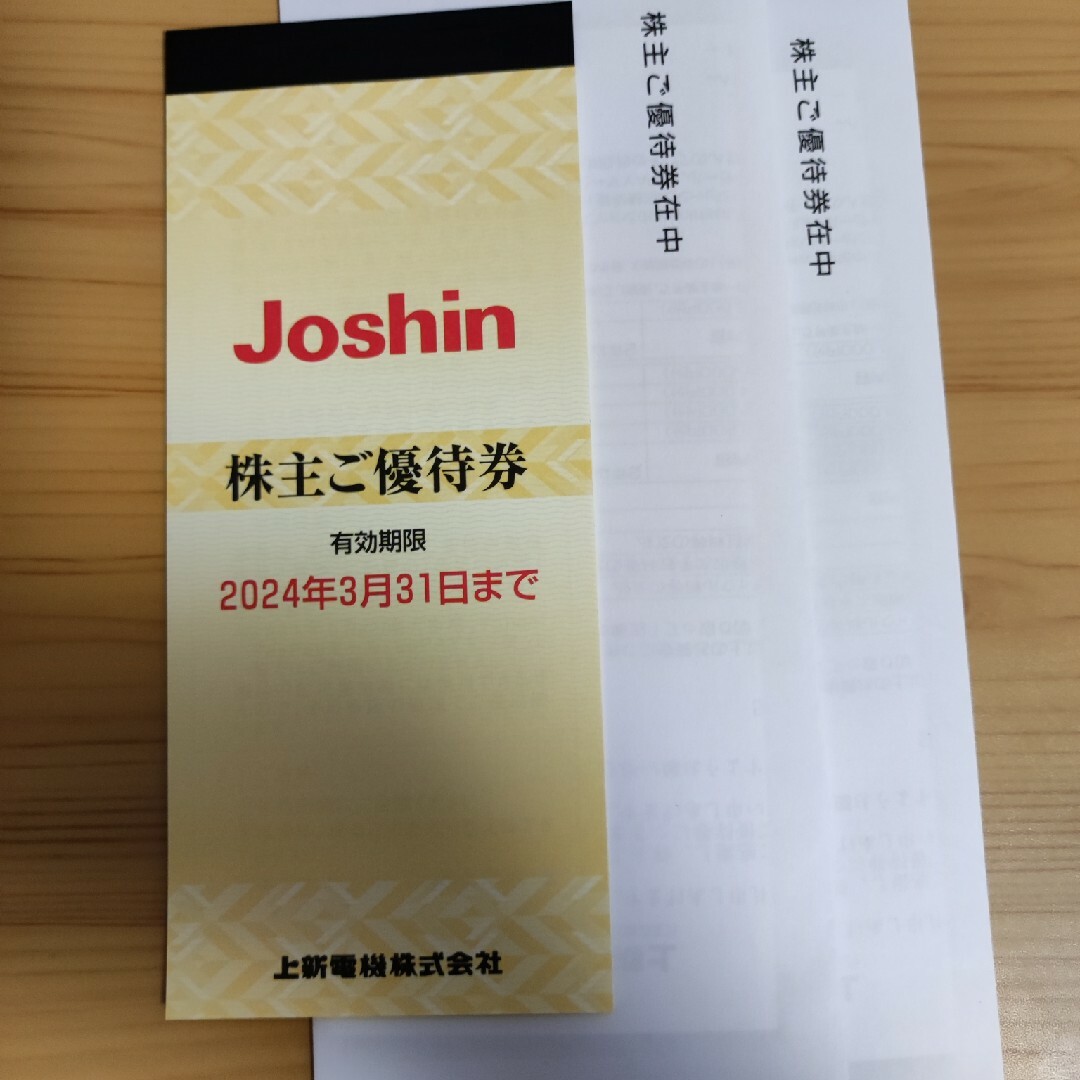 Joshin
株主ご優待券
有効期限
2024年3月31日まで
上新電機株式会社
株主ご優待券在中
株主ご優待券在中